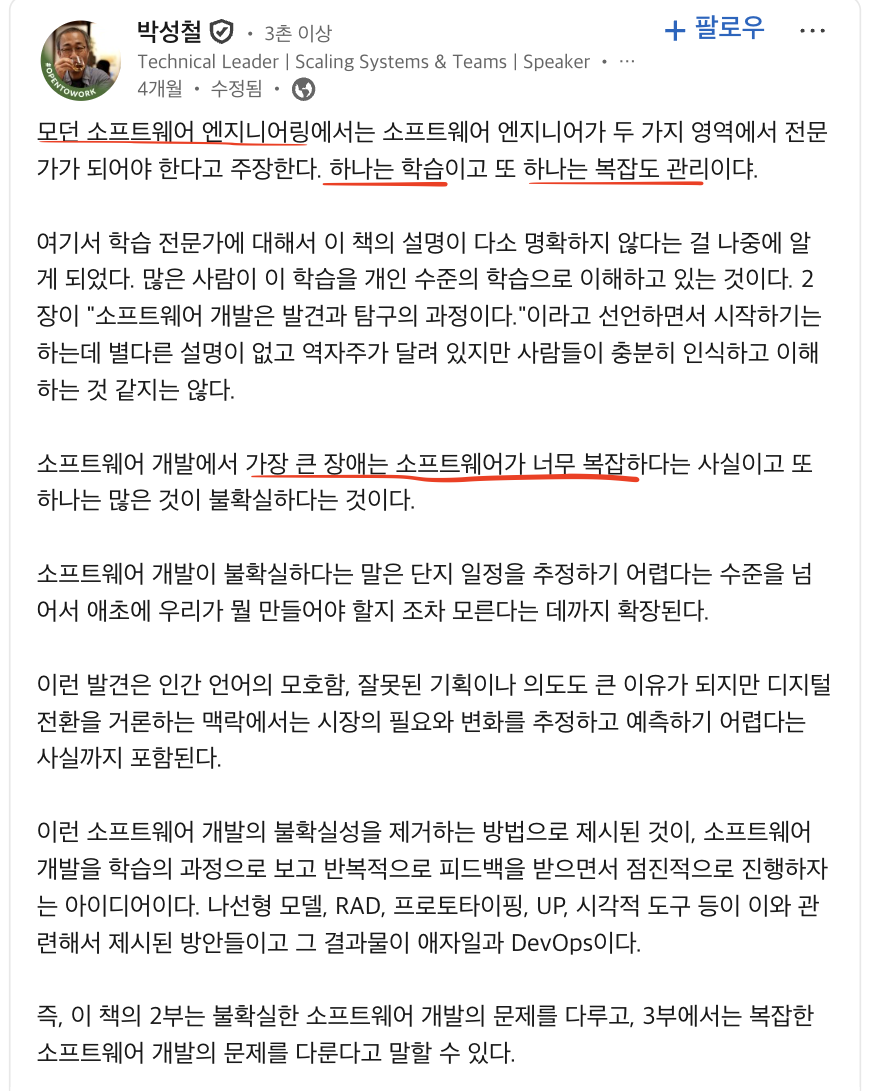 박성철 • 3촌 이상
+ 팔로우 ...
Technical Leader | Scaling Systems & Teams | Speaker • ...
4개월 • 수정됨 •
#OPENTOWORK
모던 소프트웨어 엔지니어링에서는 소프트웨어 엔지니어가 두 가지 영역에서 전문
가가 되어야 한다고 주장한다. 하나는 학습이고 또 하나는 복잡도 관리이댜.
여기서 학습 전문가에 대해서 이 책의 설명이 다소 명확하지 않다는 걸 나중에 알
게 되었다. 많은 사람이 이 학습을 개인 수준의 학습으로 이해하고 있는 것이다. 2
장이 "소프트웨어 개발은 발견과 탐구의 과정이다."이라고 선언하면서 시작하기는
하는데 별다른 설명이 없고 역자주가 달려 있지만 사람들이 충분히 인식하고 이해
하는 것 같지는 않다.
소프트웨어 개발에서 가장 큰 장애는 소프트웨어가 너무 복잡하다는 사실이고 또
하나는 많은 것이 불확실하다는 것이다.
소프트웨어 개발이 불확실하다는 말은 단지 일정을 추정하기 어렵다는 수준을 넘
어서 애초에 우리가 뭘 만들어야 할지 조차 모른다는 데까지 확장된다.
이런 발견은 인간 언어의 모호함, 잘못된 기획이나 의도도 큰 이유가 되지만 디지털
전환을 거론하는 맥락에서는 시장의 필요와 변화를 추정하고 예측하기 어렵다는
사실까지 포함된다.
이런 소프트웨어 개발의 불확실성을 제거하는 방법으로 제시된 것이, 소프트웨어
개발을 학습의 과정으로 보고 반복적으로 피드백을 받으면서 점진적으로 진행하자
는 아이디어이다. 나선형 모델, RAD, 프로토타이핑, UP, 시각적 도구 등이 이와 관
련해서 제시된 방안들이고 그 결과물이 애자일과 DevOps이다.
즉, 이 책의 2부는 불확실한 소프트웨어 개발의 문제를 다루고, 3부에서는 복잡한
소프트웨어 개발의 문제를 다룬다고 말할 수 있다.